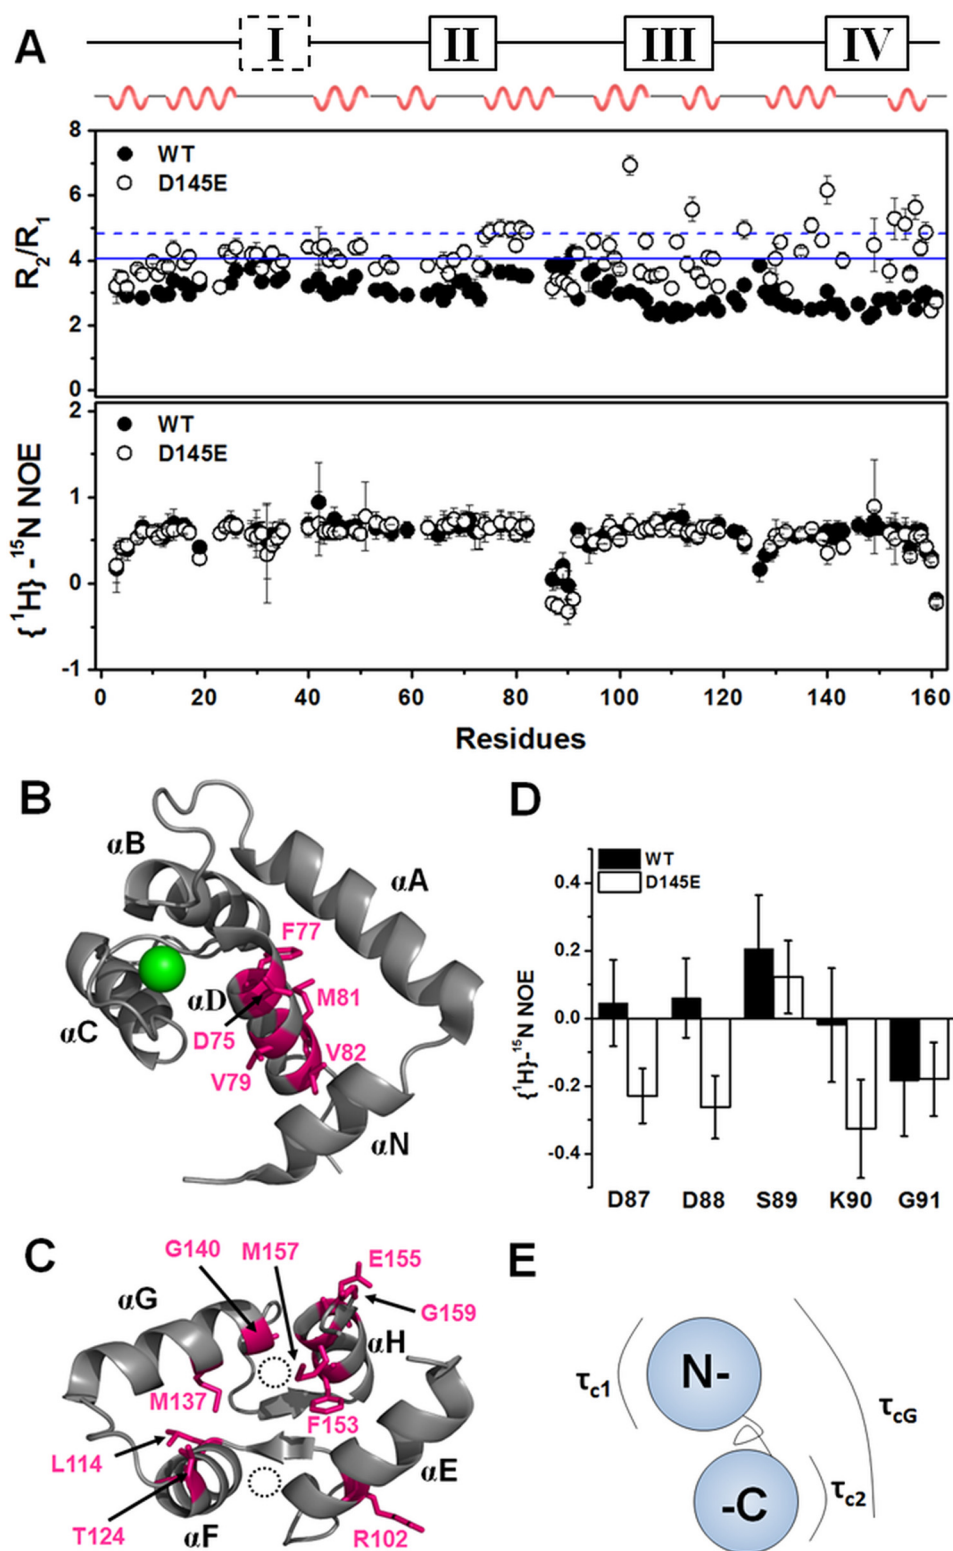 A
I II III IV
8
6
4
2
0
R2/R1
WT
D145E
2
1
0
-1
{¹H}-¹⁵N NOE
WT
D145E
0 20 40 60 80 100 120 140 160
Residues
B
αB
αA
F77
αD
M81
αC
D75
V82
V79
αN
D
WT
D145E
0.4
0.2
0.0
-0.2
-0.4
{¹H}-¹⁵N NOE
D87 D88 S89 K90 G91
C
G140 M157 E155
αG
G159
αH
M137
F153
L114
αE
T124
αF
R102
E
N-
τc1
τcG
-C
τc2